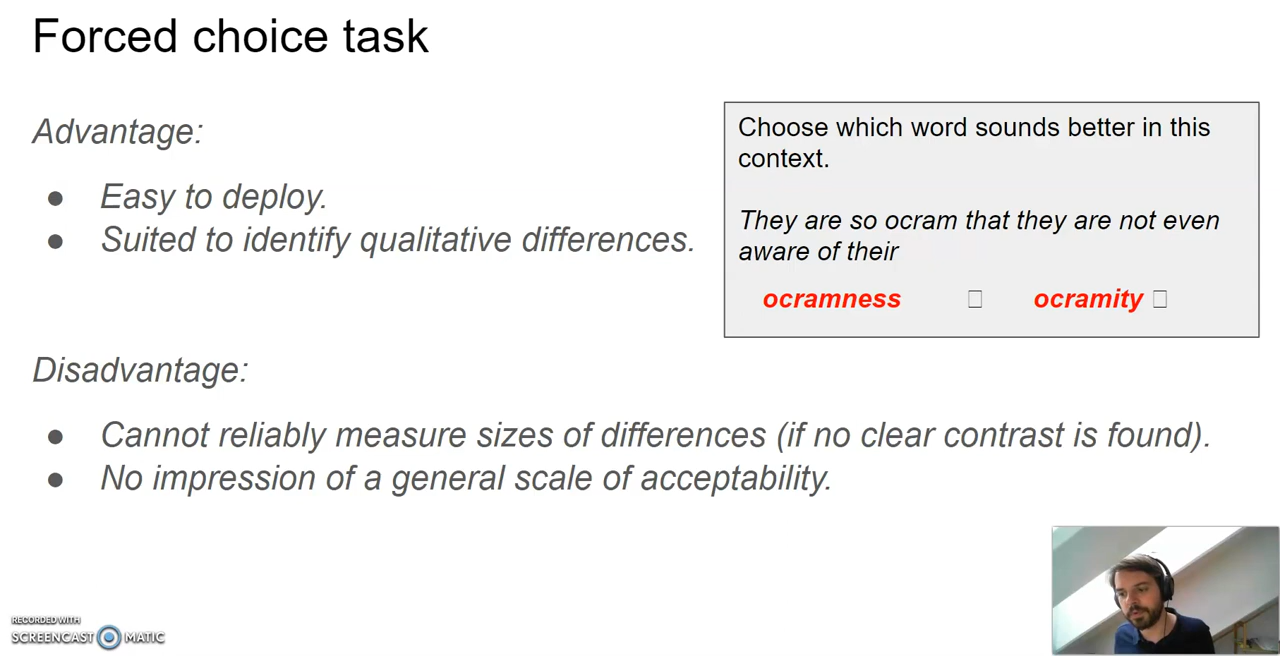 Forced choice task
Advantage:
● Easy to deploy.
● Suited to identify qualitative differences.
Choose which word sounds better in this
context.
They are so ocram that they are not even
aware of their
ocramness □ ocramity □
Disadvantage:
● Cannot reliably measure sizes of differences (if no clear contrast is found).
● No impression of a general scale of acceptability.
RECORDED WITH
SCREENCAST MATIC